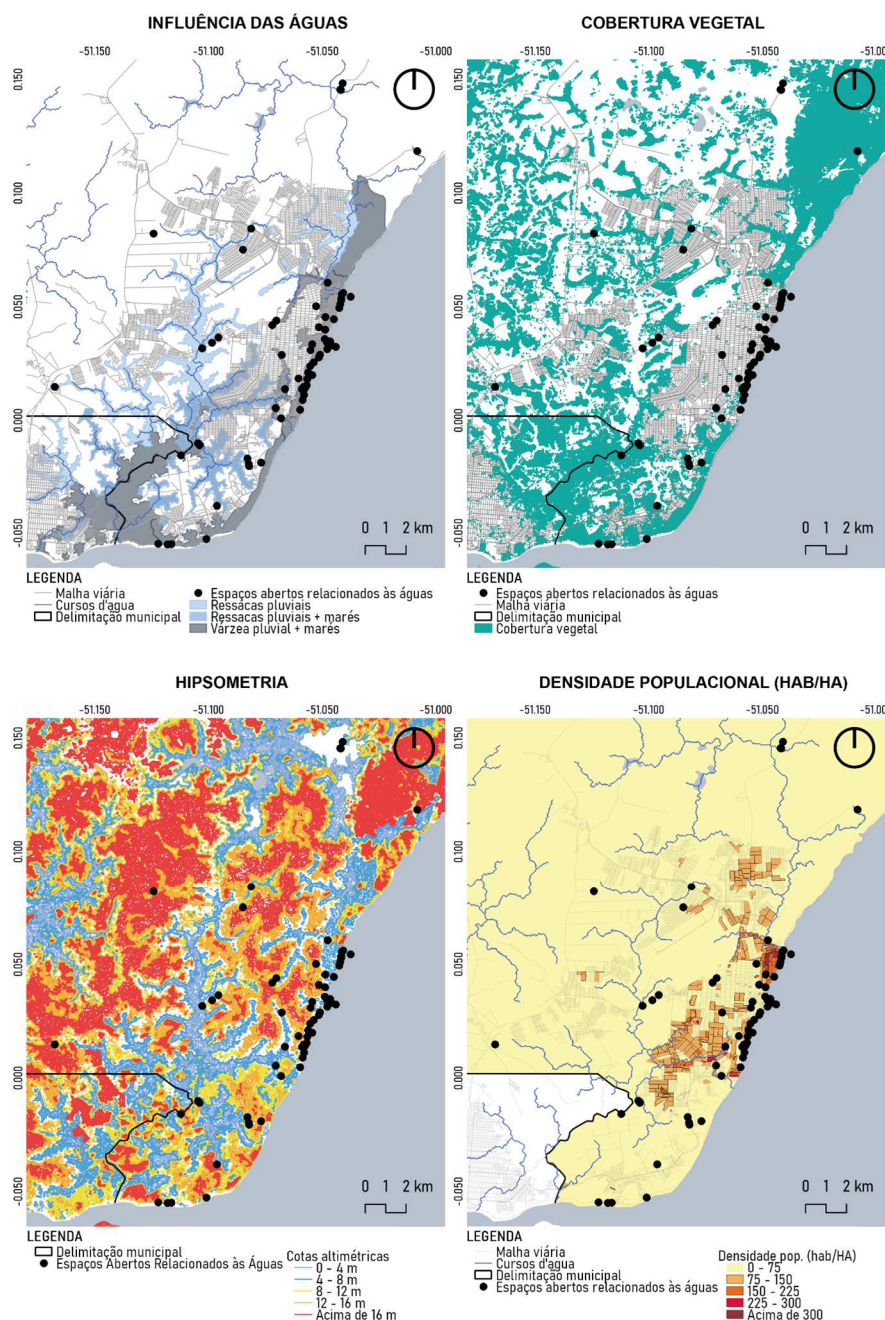 INFLUÊNCIA DAS ÁGUAS
-51.150 -51.100 -51.050 -51.000
0.150
0.100
0.050
0.000
-0.050
0 1 2 km
LEGENDA
Malha viária
Cursos d'agua
Delimitação municipal
Espaços abertos relacionados às águas
Ressacas pluviais
Ressacas pluviais + marés
Várzea pluvial + marés
COBERTURA VEGETAL
-51.150 -51.100 -51.050 -51.000
0.150
0.100
0.050
0.000
-0.050
0 1 2 km
LEGENDA
Espaços abertos relacionados às águas
Malha viária
Delimitação municipal
Cobertura vegetal
HIPSOMETRIA
-51.150 -51.100 -51.050 -51.000
0.150
0.100
0.050
0.000
-0.050
0 1 2 km
LEGENDA
Delimitação municipal
Espaços Abertos Relacionados às Águas
Cotas altimétricas
0 - 4 m
4 - 8 m
8 - 12 m
12 - 16 m
Acima de 16 m
DENSIDADE POPULACIONAL (HAB/HA)
-51.150 -51.100 -51.050 -51.000
0.150
0.100
0.050
0.000
-0.050
0 1 2 km
LEGENDA
Malha viária
Cursos d'agua
Delimitação municipal
Espaços abertos relacionados às águas
Densidade pop. (hab/HA)
0 - 75
75 - 150
150 - 225
225 - 300
Acima de 300